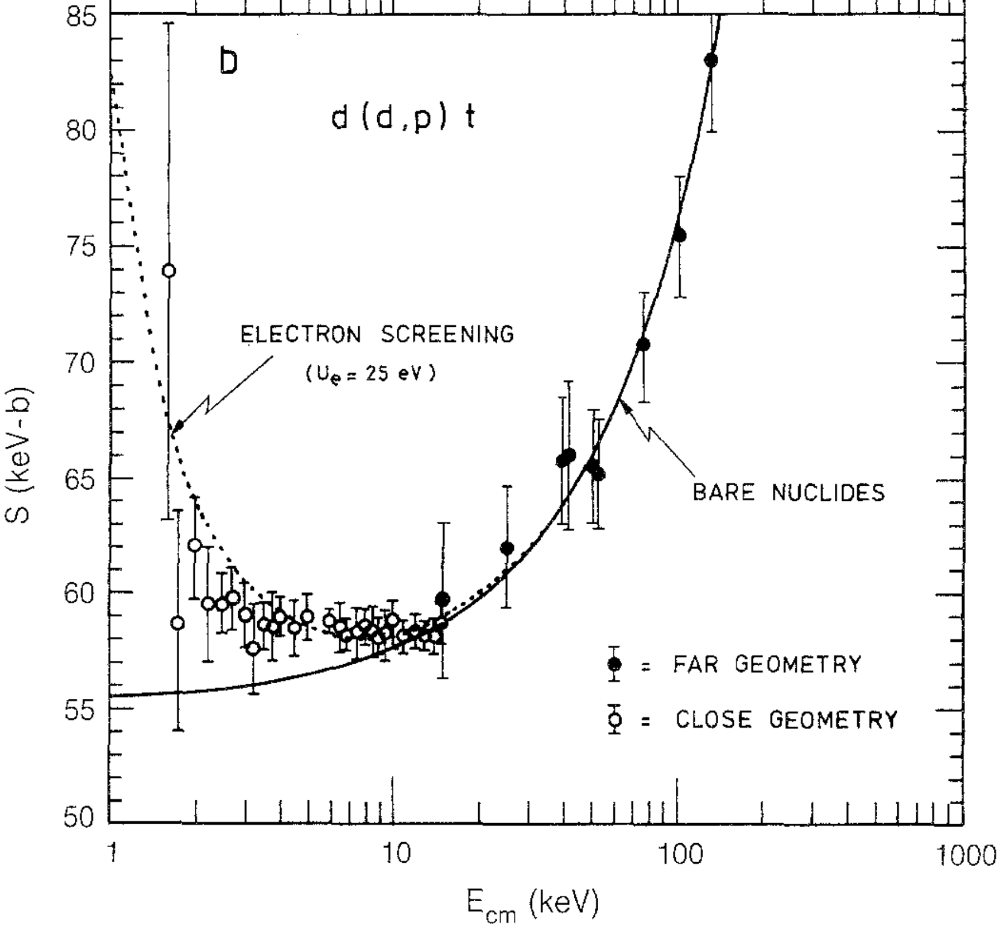 85
b
d(d,p)t
80
75
ELECTRON SCREENING
(Ue = 25 eV)
70
S (keV-b)
65
BARE NUCLIDES
60
= FAR GEOMETRY
55
= CLOSE GEOMETRY
50
1 10 100 1000
Ecm (keV)